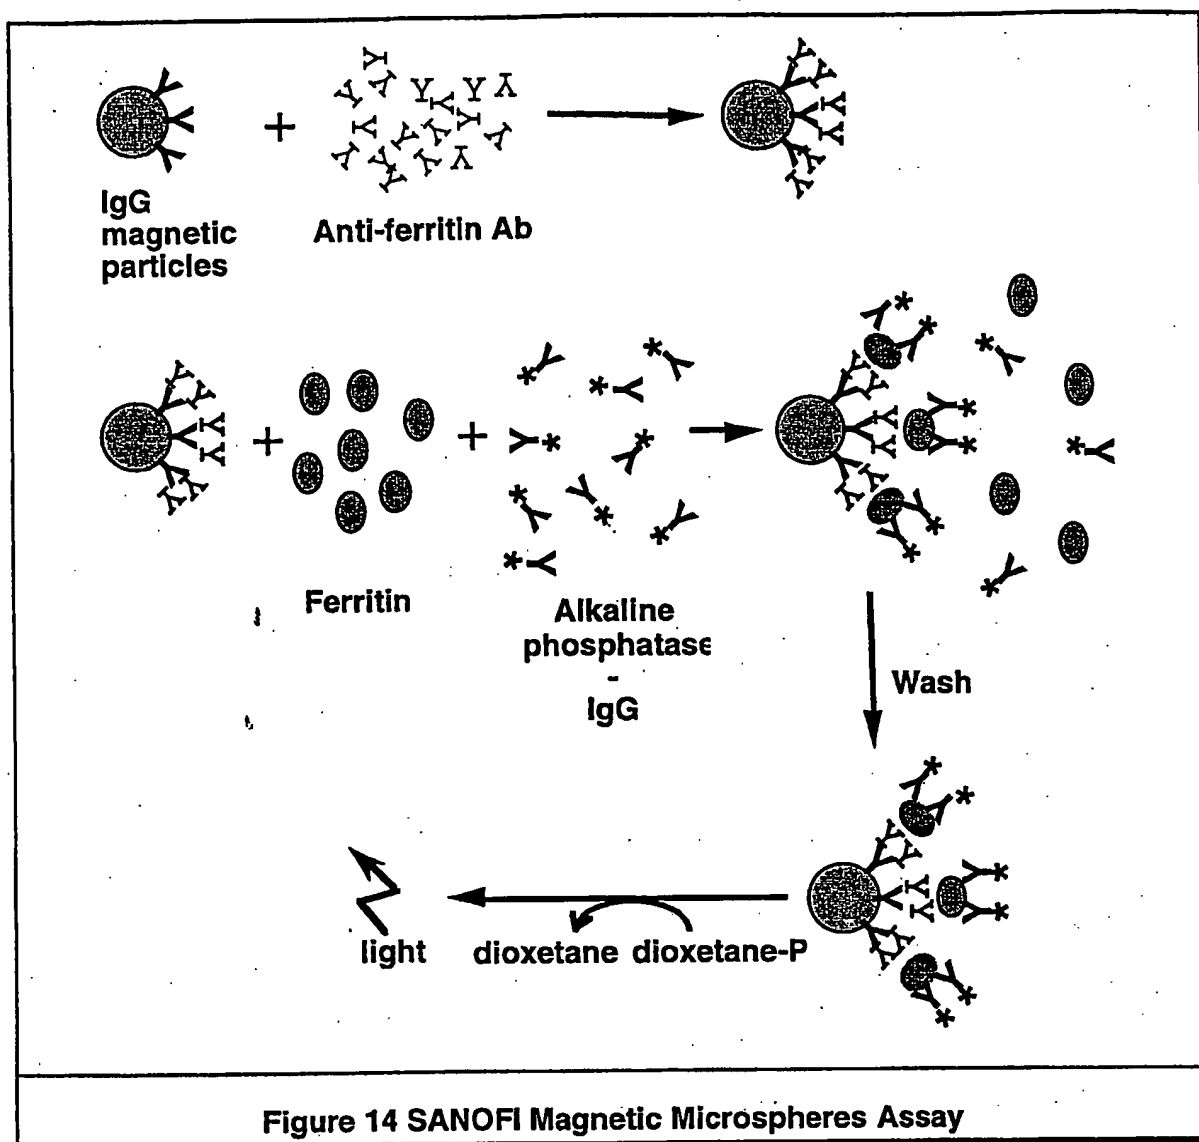 IgG
magnetic
particles
+
Anti-ferritin Ab
+
+
Ferritin
Alkaline
phosphatase
-
IgG
Wash
light
dioxetane dioxetane-P
Figure 14 SANOFI Magnetic Microspheres Assay